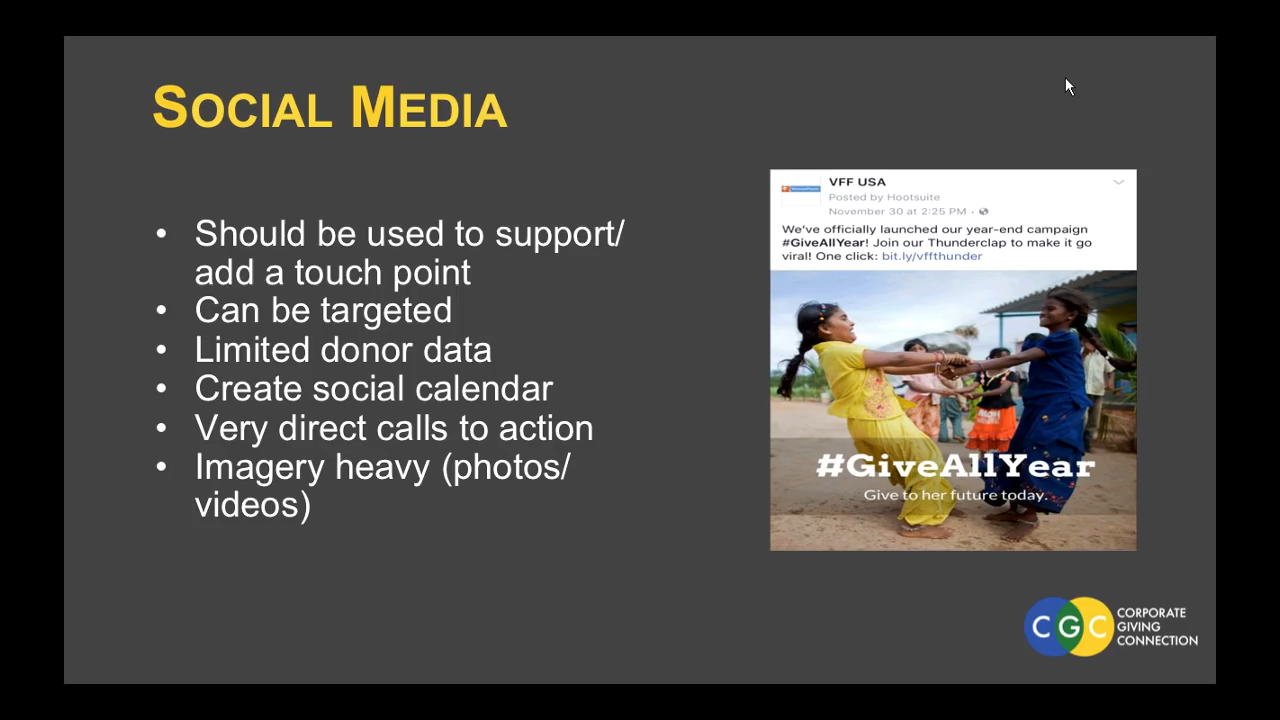 SOCIAL MEDIA
• Should be used to support/
add a touch point
• Can be targeted
• Limited donor data
• Create social calendar
• Very direct calls to action
• Imagery heavy (photos/
videos)
VFF USA
Posted by Hootsuite
November 30 at 2:25 PM •
We've officially launched our year-end campaign
#GiveAllYear! Join our Thunderclap to make it go
viral! One click: bit.ly/vffthunder
#GiveAllYear
Give to her future today.
CGC
CORPORATE
GIVING
CONNECTION